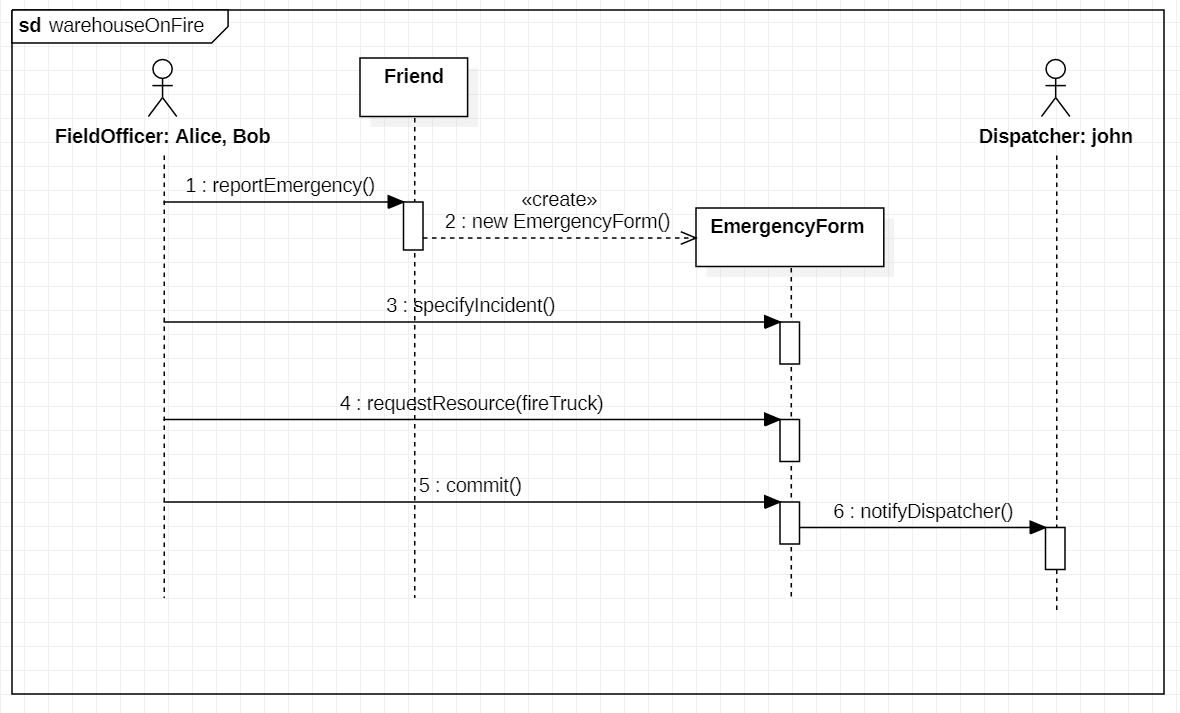 sd warehouseOnFire
Friend
FieldOfficer: Alice, Bob
Dispatcher: john
1 : reportEmergency()
«create»
2 : new EmergencyForm()
EmergencyForm
3 : specifyIncident()
4 : requestResource(fireTruck)
5 : commit()
6 : notifyDispatcher()